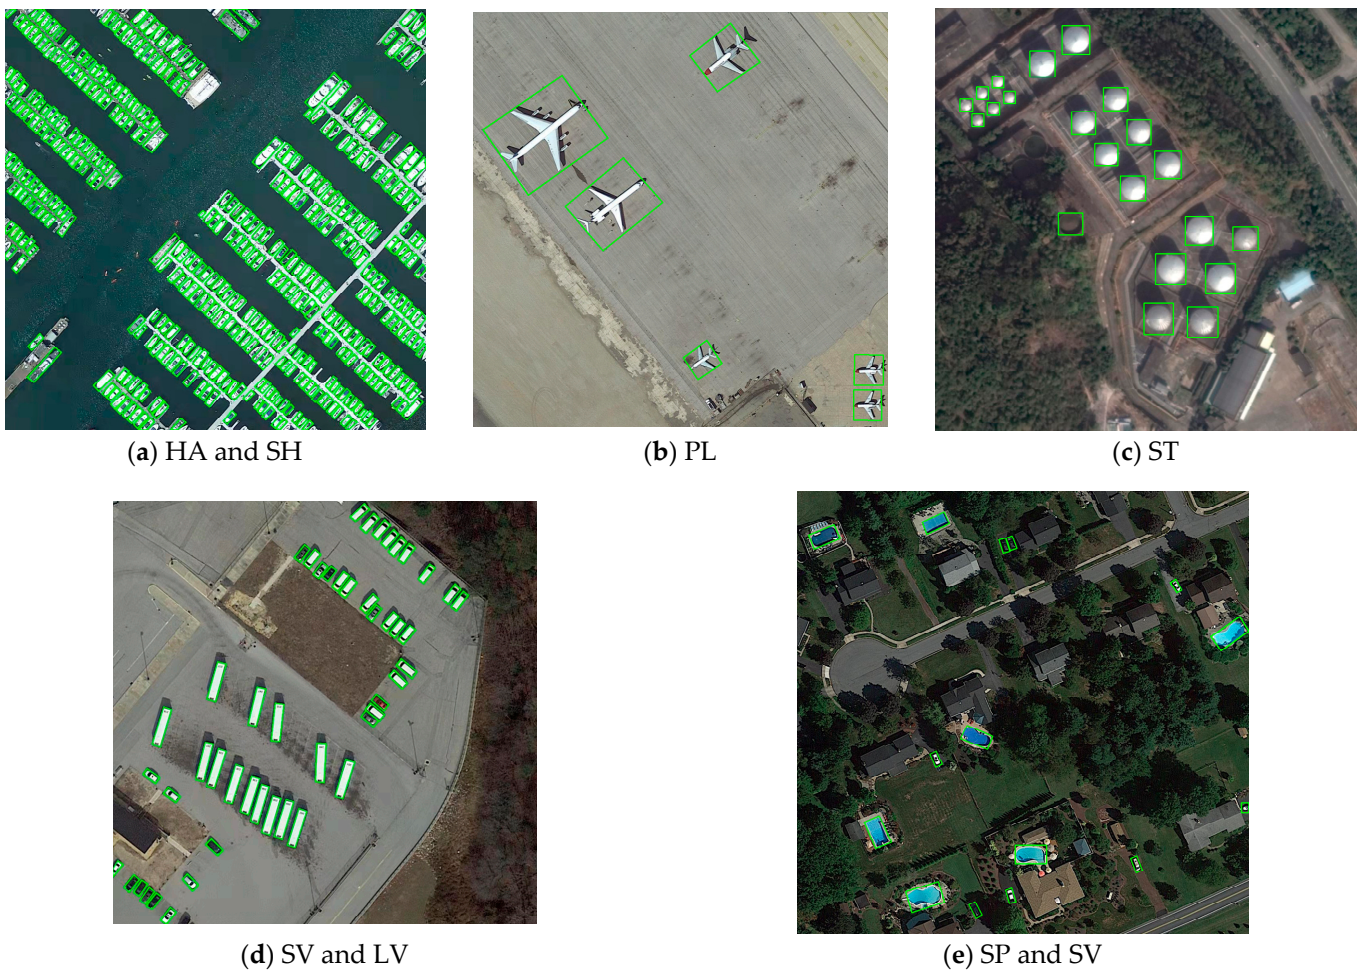 (a) HA and SH
(b) PL
(c) ST
(d) SV and LV
(e) SP and SV